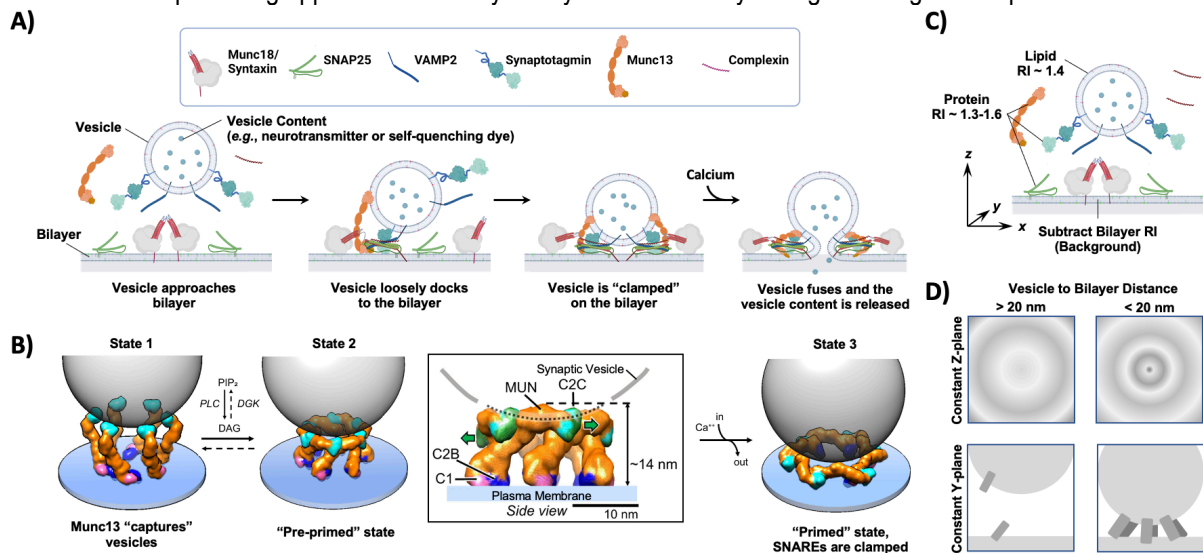 A)
Munc18/
Syntaxin
SNAP25
VAMP2
Synaptotagmin
Munc13
Complexin
Vesicle
Vesicle Content
(e.g., neurotransmitter or self-quenching dye)
Bilayer
Calcium
Vesicle approaches
bilayer
Vesicle loosely docks
to the bilayer
Vesicle is “clamped”
on the bilayer
Vesicle fuses and the
vesicle content is released
B)
State 1
PIP₂
PLC
DGK
DAG
State 2
Munc13 “captures”
vesicles
“Pre-primed” state
Synaptic Vesicle
MUN
C2C
C2B
C1
~14 nm
Plasma Membrane
Side view
10 nm
in
Ca⁺⁺
out
State 3
“Primed” state,
SNAREs are clamped
C)
Lipid
RI ~ 1.4
Protein
RI ~ 1.3-1.6
z
y
x
Subtract Bilayer RI
(Background)
D)
Vesicle to Bilayer Distance
> 20 nm
< 20 nm
Constant Z-plane
Constant Y-plane